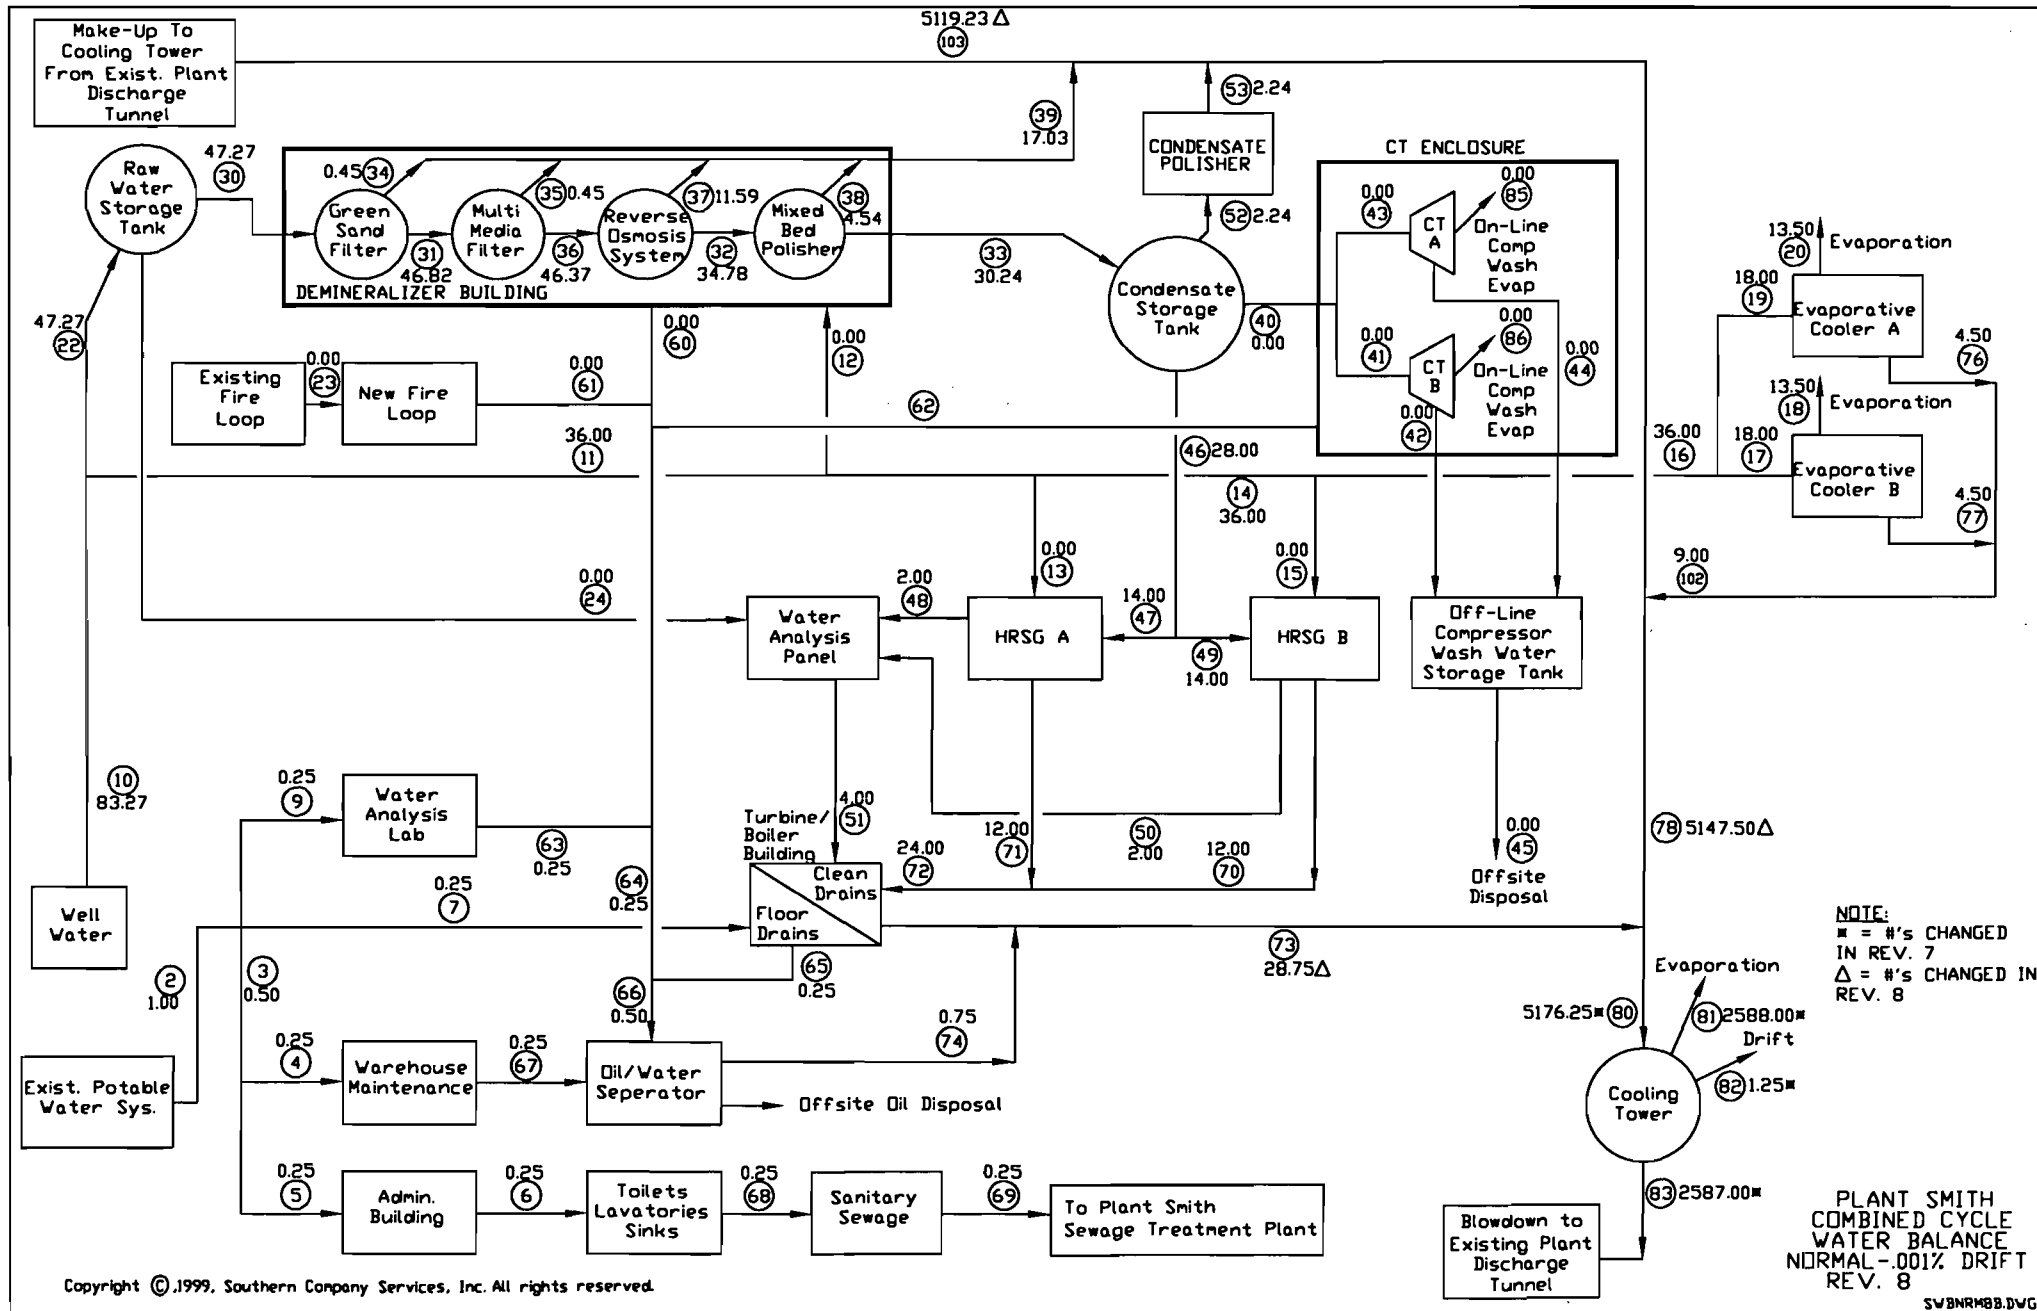 Make-Up To
Cooling Tower
From Exist. Plant
Discharge
Tunnel
5119.23 Δ
103
Raw
Water
Storage
Tank
47.27
30
DEMINERALIZER BUILDING
0.45 34
Green
Sand
Filter
31
46.82
35 0.45
Multi
Media
Filter
36
46.37
37 11.59
Reverse
Osmosis
System
32
34.78
38
4.54
Mixed
Bed
Polisher
39
17.03
33
30.24
53 2.24
CONDENSATE
POLISHER
52 2.24
Condensate
Storage
Tank
40
0.00
CT ENCLOSURE
0.00
43
CT
A
0.00
85
On-Line
Comp
Wash
Evap
0.00
41
CT
B
0.00
86
On-Line
Comp
Wash
Evap
0.00
42
0.00
44
13.50
20
Evaporation
18.00
19
Evaporative
Cooler A
4.50
76
13.50
18
Evaporation
36.00
16
18.00
17
Evaporative
Cooler B
4.50
77
9.00
102
47.27
22
Existing
Fire
Loop
0.00
23
New Fire
Loop
0.00
61
0.00
60
0.00
12
62
36.00
11
46 28.00
14
36.00
0.00
24
Water
Analysis
Panel
2.00
48
0.00
13
HRSG A
14.00
47
49
14.00
0.00
15
HRSG B
Off-Line
Compressor
Wash Water
Storage Tank
0.00
45
Offsite
Disposal
10
83.27
Well
Water
0.25
9
Water
Analysis
Lab
63
0.25
64
0.25
0.25
7
Turbine/
Boiler
Building
4.00
51
Clean
Drains
Floor
Drains
24.00
72
12.00
71
50
2.00
12.00
70
78 5147.50 Δ
73
28.75 Δ
65
0.25
2
1.00
3
0.50
66
0.50
Exist. Potable
Water Sys.
0.25
4
Warehouse
Maintenance
0.25
67
Oil/Water
Seperator
0.75
74
Offsite Oil Disposal
0.25
5
Admin.
Building
0.25
6
Toilets
Lavatories
Sinks
0.25
68
Sanitary
Sewage
0.25
69
To Plant Smith
Sewage Treatment Plant
5176.25* 80
Evaporation
81 2588.00*
Drift
82 1.25*
Cooling
Tower
83 2587.00*
Blowdown to
Existing Plant
Discharge
Tunnel
NOTE:
* = #'s CHANGED
IN REV. 7
Δ = #'s CHANGED IN
REV. 8
PLANT SMITH
COMBINED CYCLE
WATER BALANCE
NORMAL-.001% DRIFT
REV. 8
SWBNRM8B.DWG
Copyright ©,1999, Southern Company Services, Inc. All rights reserved.